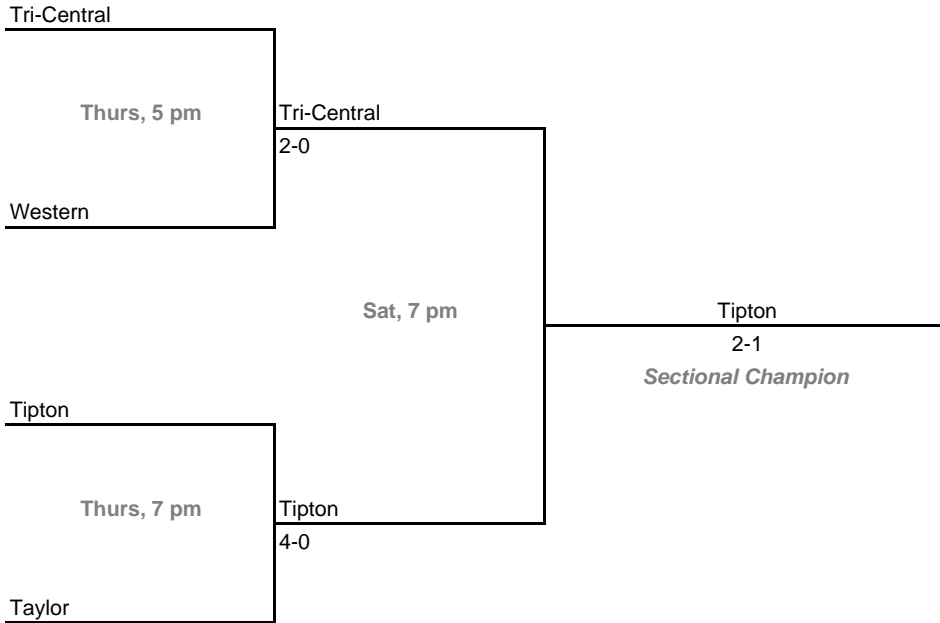 Tri-Central
Thurs, 5 pm
Tri-Central
2-0
Western
Sat, 7 pm
Tipton
2-1
Sectional Champion
Tipton
Thurs, 7 pm
Tipton
4-0
Taylor